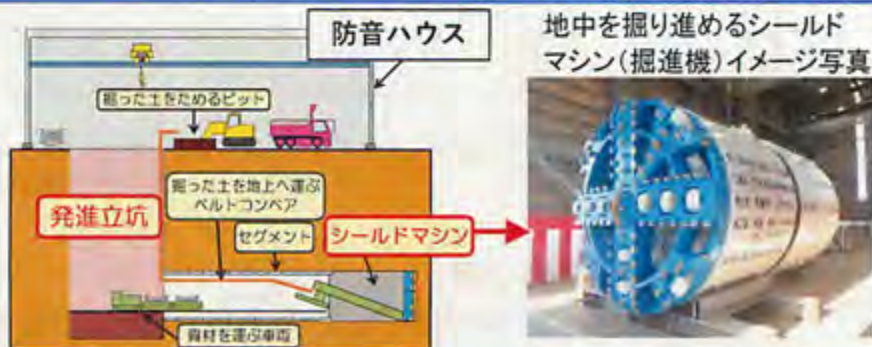 防音ハウス
地中を掘り進めるシールド
マシン(掘進機)イメージ写真
掘った土をためるピット
掘った土を地上へ運ぶ
ベルトコンベア
発進立坑
セグメント
シールドマシン
資材を運ぶ車両